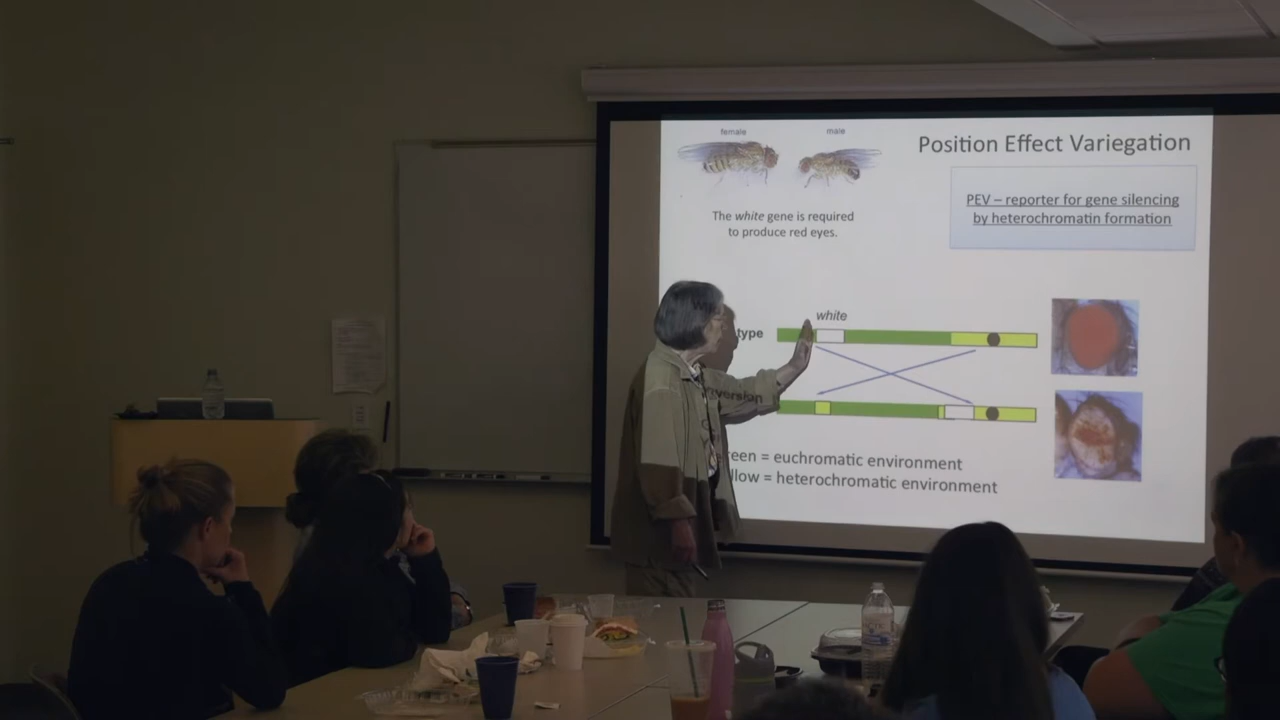 female
male
Position Effect Variegation
PEV – reporter for gene silencing
by heterochromatin formation
The white gene is required
to produce red eyes.
white
type
version
een = euchromatic environment
llow = heterochromatic environment